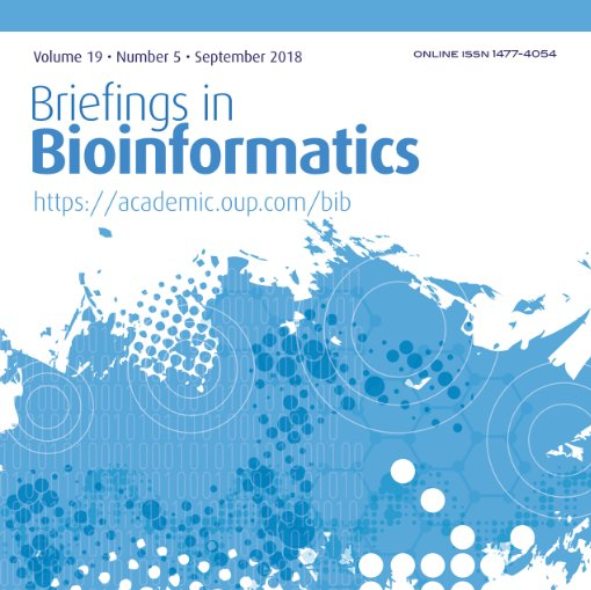 Volume 19 • Number 5 • September 2018
ONLINE ISSN 1477-4054
Briefings in
Bioinformatics
https://academic.oup.com/bib